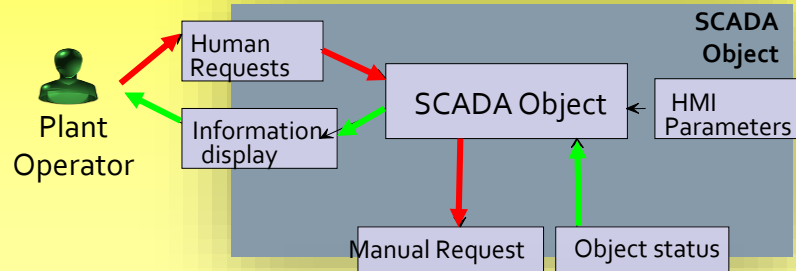 SCADA
Object
Human
Requests
SCADA Object
HMI
Parameters
Plant
Operator
Information
display
Manual Request
Object status